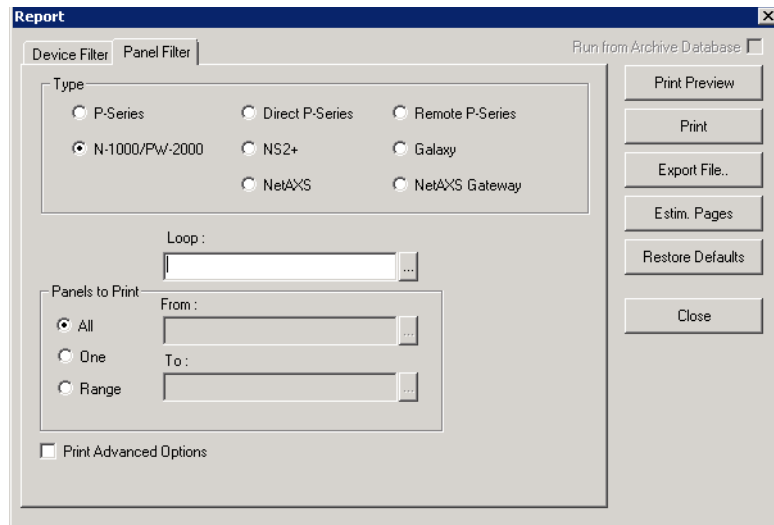 Report
Device Filter Panel Filter Run from Archive Database
Type
P-Series Direct P-Series Remote P-Series
N-1000/PW-2000 NS2+ Galaxy
NetAXS NetAXS Gateway
Loop :
...
Panels to Print
From :
All
...
One To :
Range ...
Print Advanced Options
Print Preview
Print
Export File..
Estim. Pages
Restore Defaults
Close